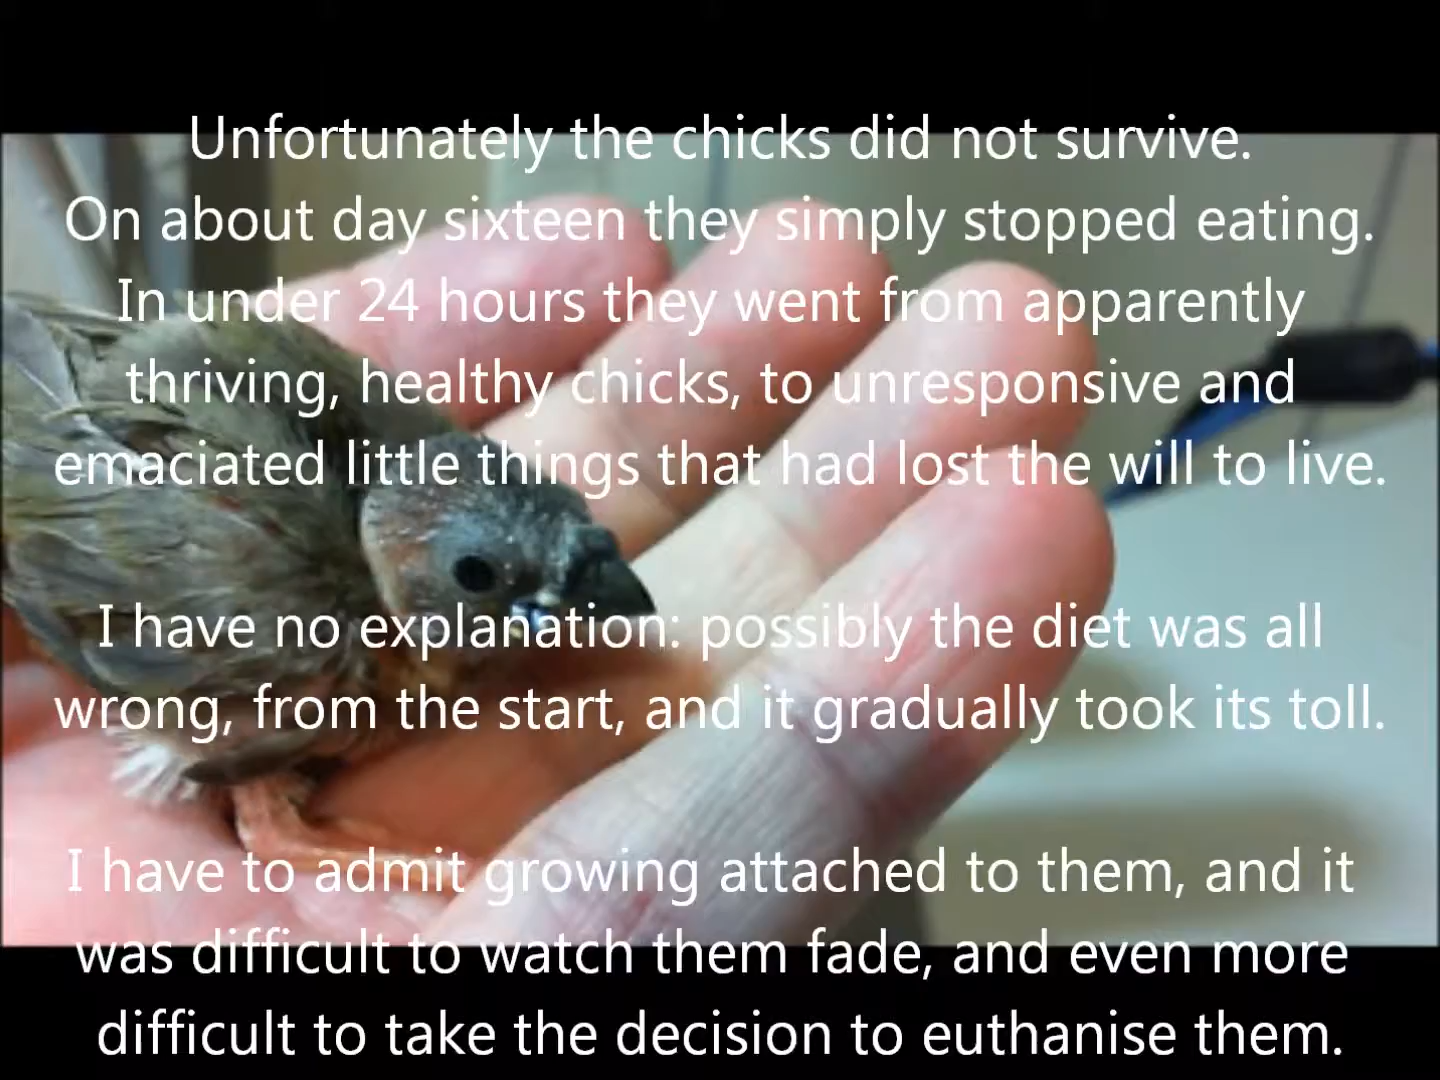 Unfortunately the chicks did not survive.
On about day sixteen they simply stopped eating.
In under 24 hours they went from apparently
thriving, healthy chicks, to unresponsive and
emaciated little things that had lost the will to live.
I have no explanation: possibly the diet was all
wrong, from the start, and it gradually took its toll.
I have to admit growing attached to them, and it
was difficult to watch them fade, and even more
difficult to take the decision to euthanise them.